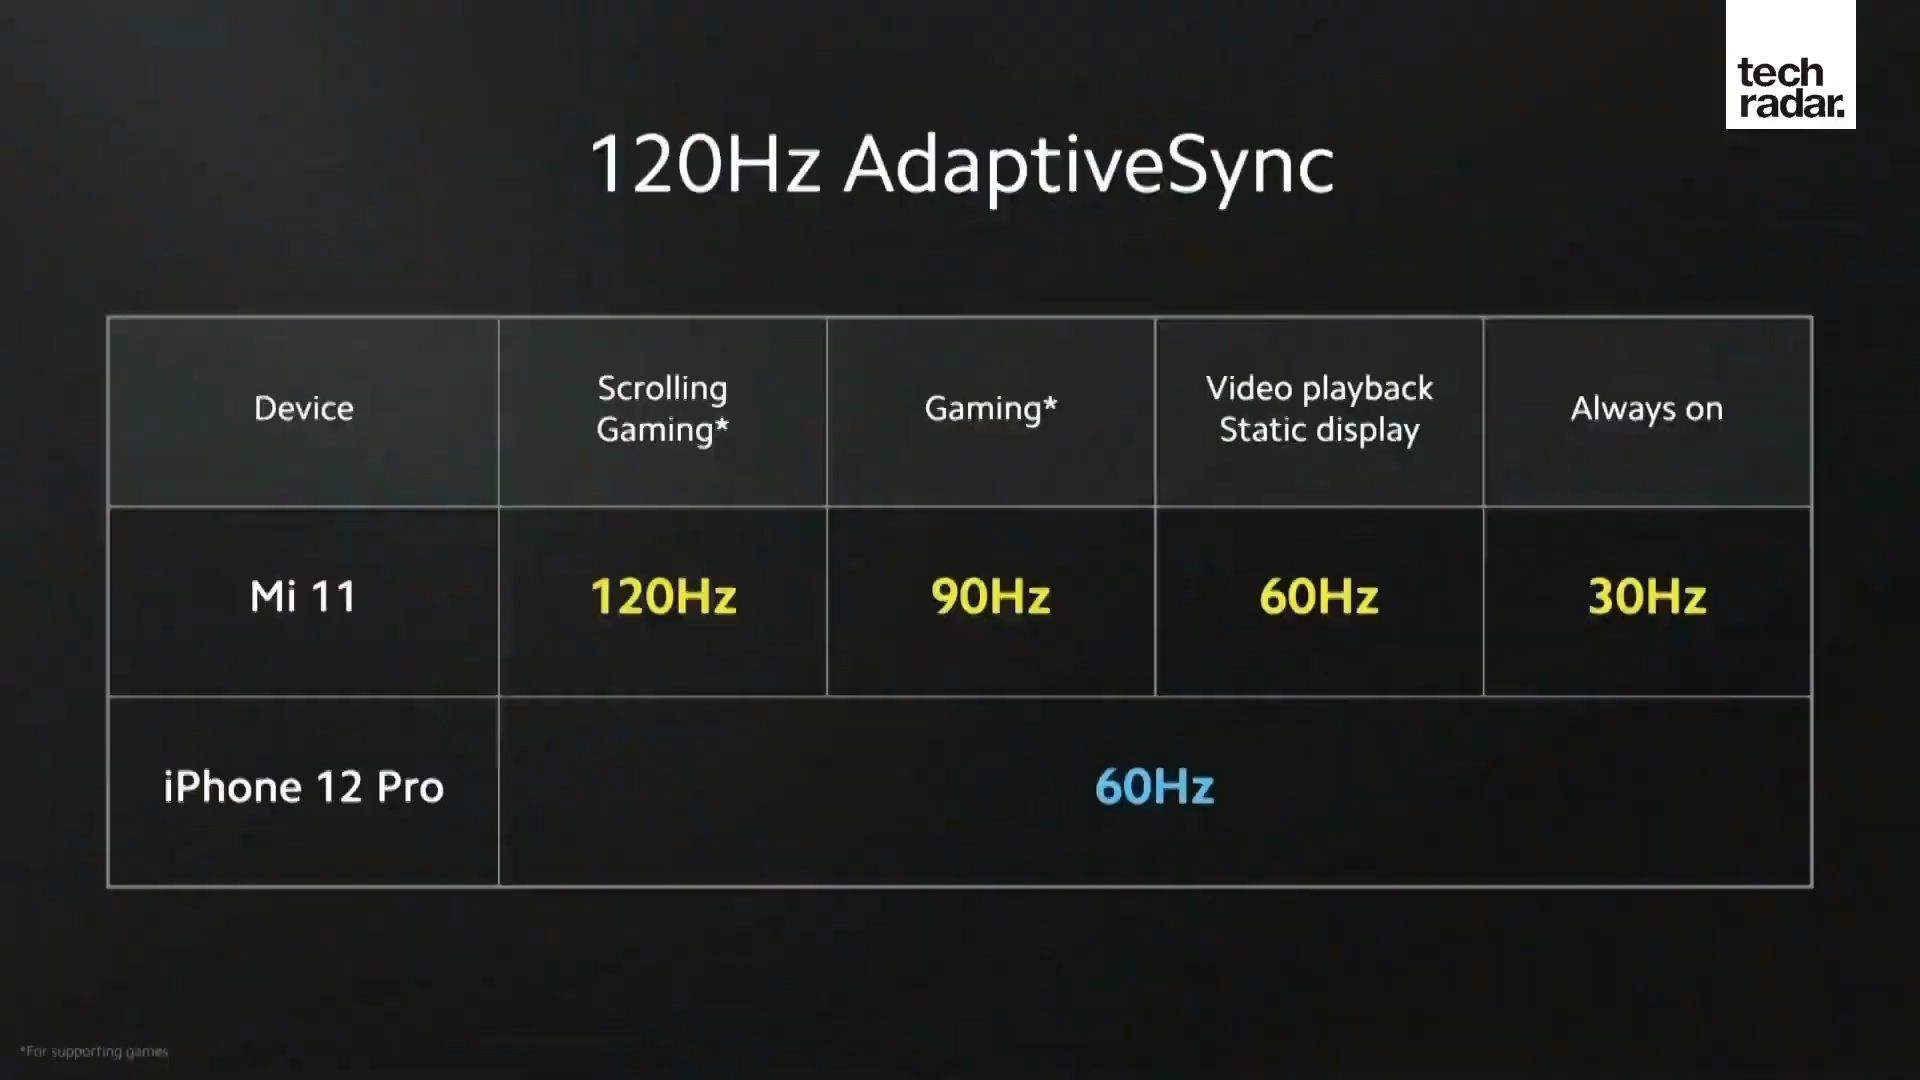 tech
radar.
120Hz AdaptiveSync
Device
Scrolling
Gaming*
Gaming*
Video playback
Static display
Always on
Mi 11
120Hz
90Hz
60Hz
30Hz
iPhone 12 Pro
60Hz
*For supporting games